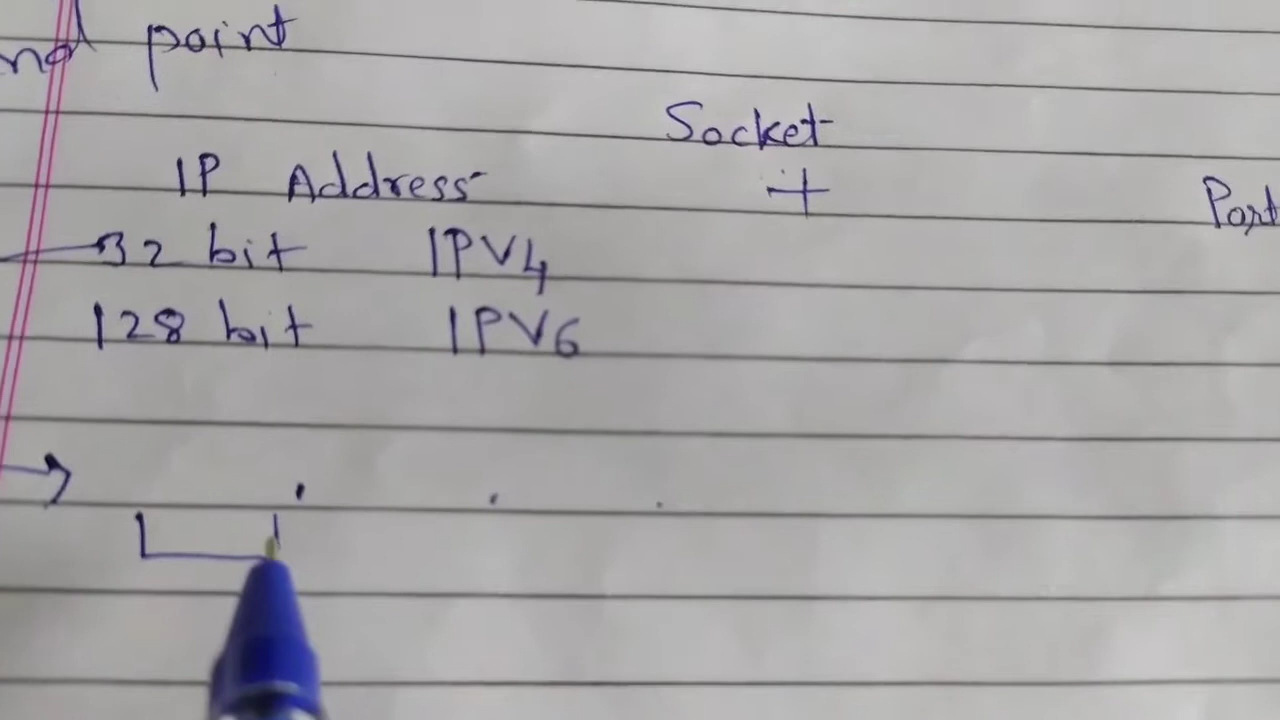 point
Socket
IP Address + Port
32 bit IPV4
128 bit IPV6